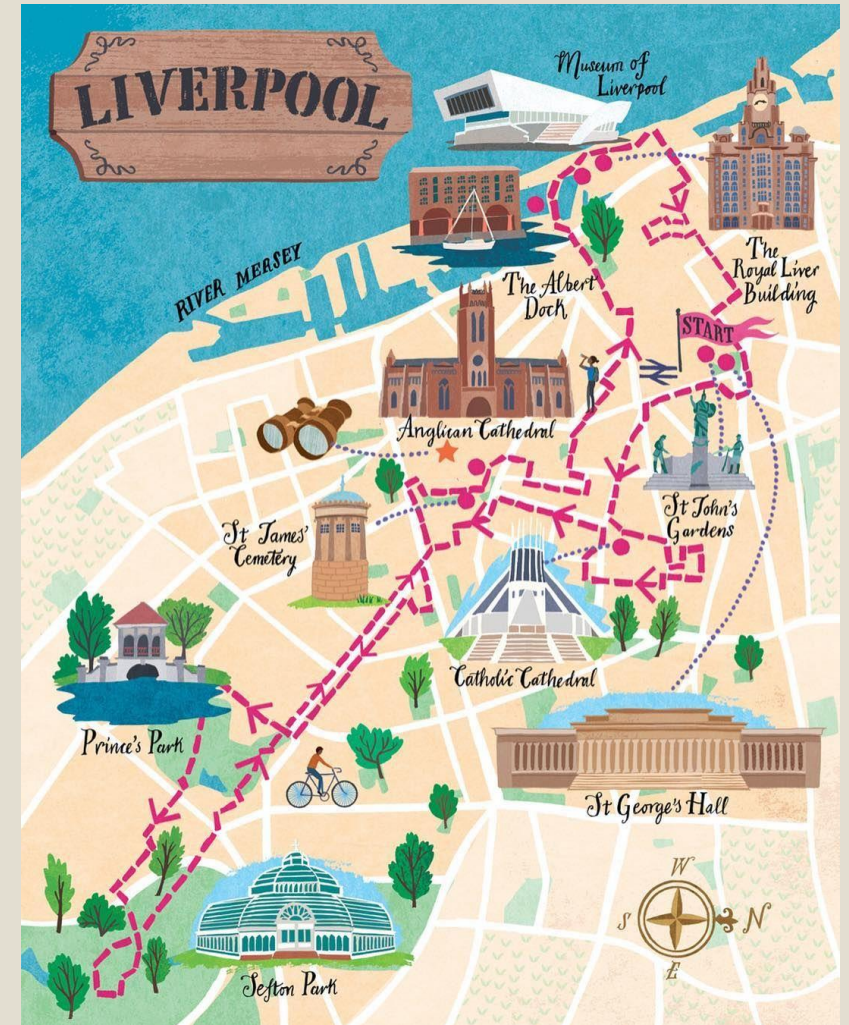 LIVERPOOL
Museum of
Liverpool
RIVER MERSEY
The Albert
Dock
The
Royal Liver
Building
START
Anglican Cathedral
St John's
Gardens
St James'
Cemetery
Catholic Cathedral
Prince's Park
St George's Hall
Sefton Park
W
S
N
E